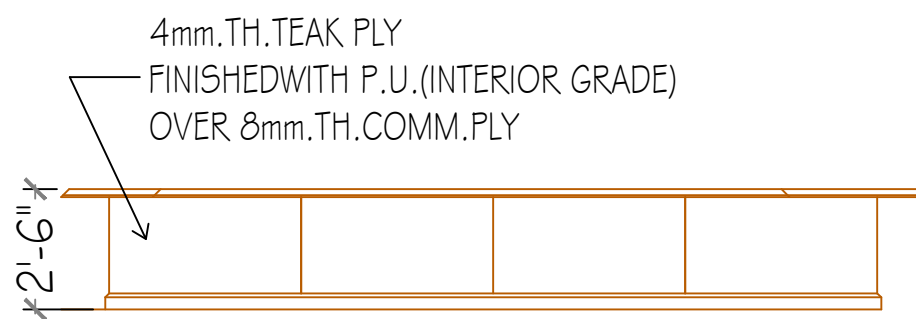 4mm.TH.TEAK PLY
FINISHEDWITH P.U.(INTERIOR GRADE)
OVER 8mm.TH.COMM.PLY
2'-6"